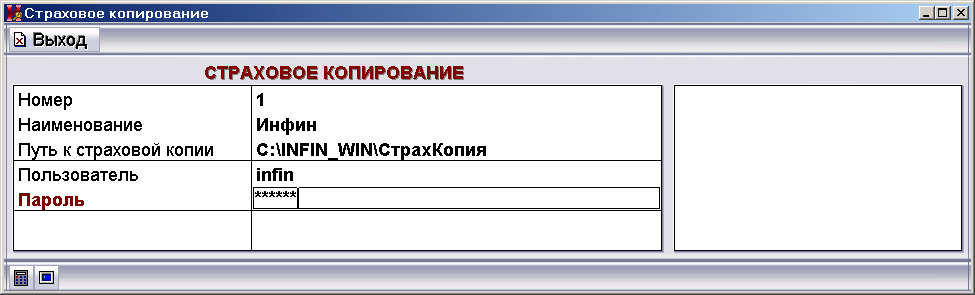 Страховое копирование
Выход
СТРАХОВОЕ КОПИРОВАНИЕ
Номер 1
Наименование Инфин
Путь к страховой копии C:\INFIN_WIN\СтрахКопия
Пользователь infin
Пароль ******